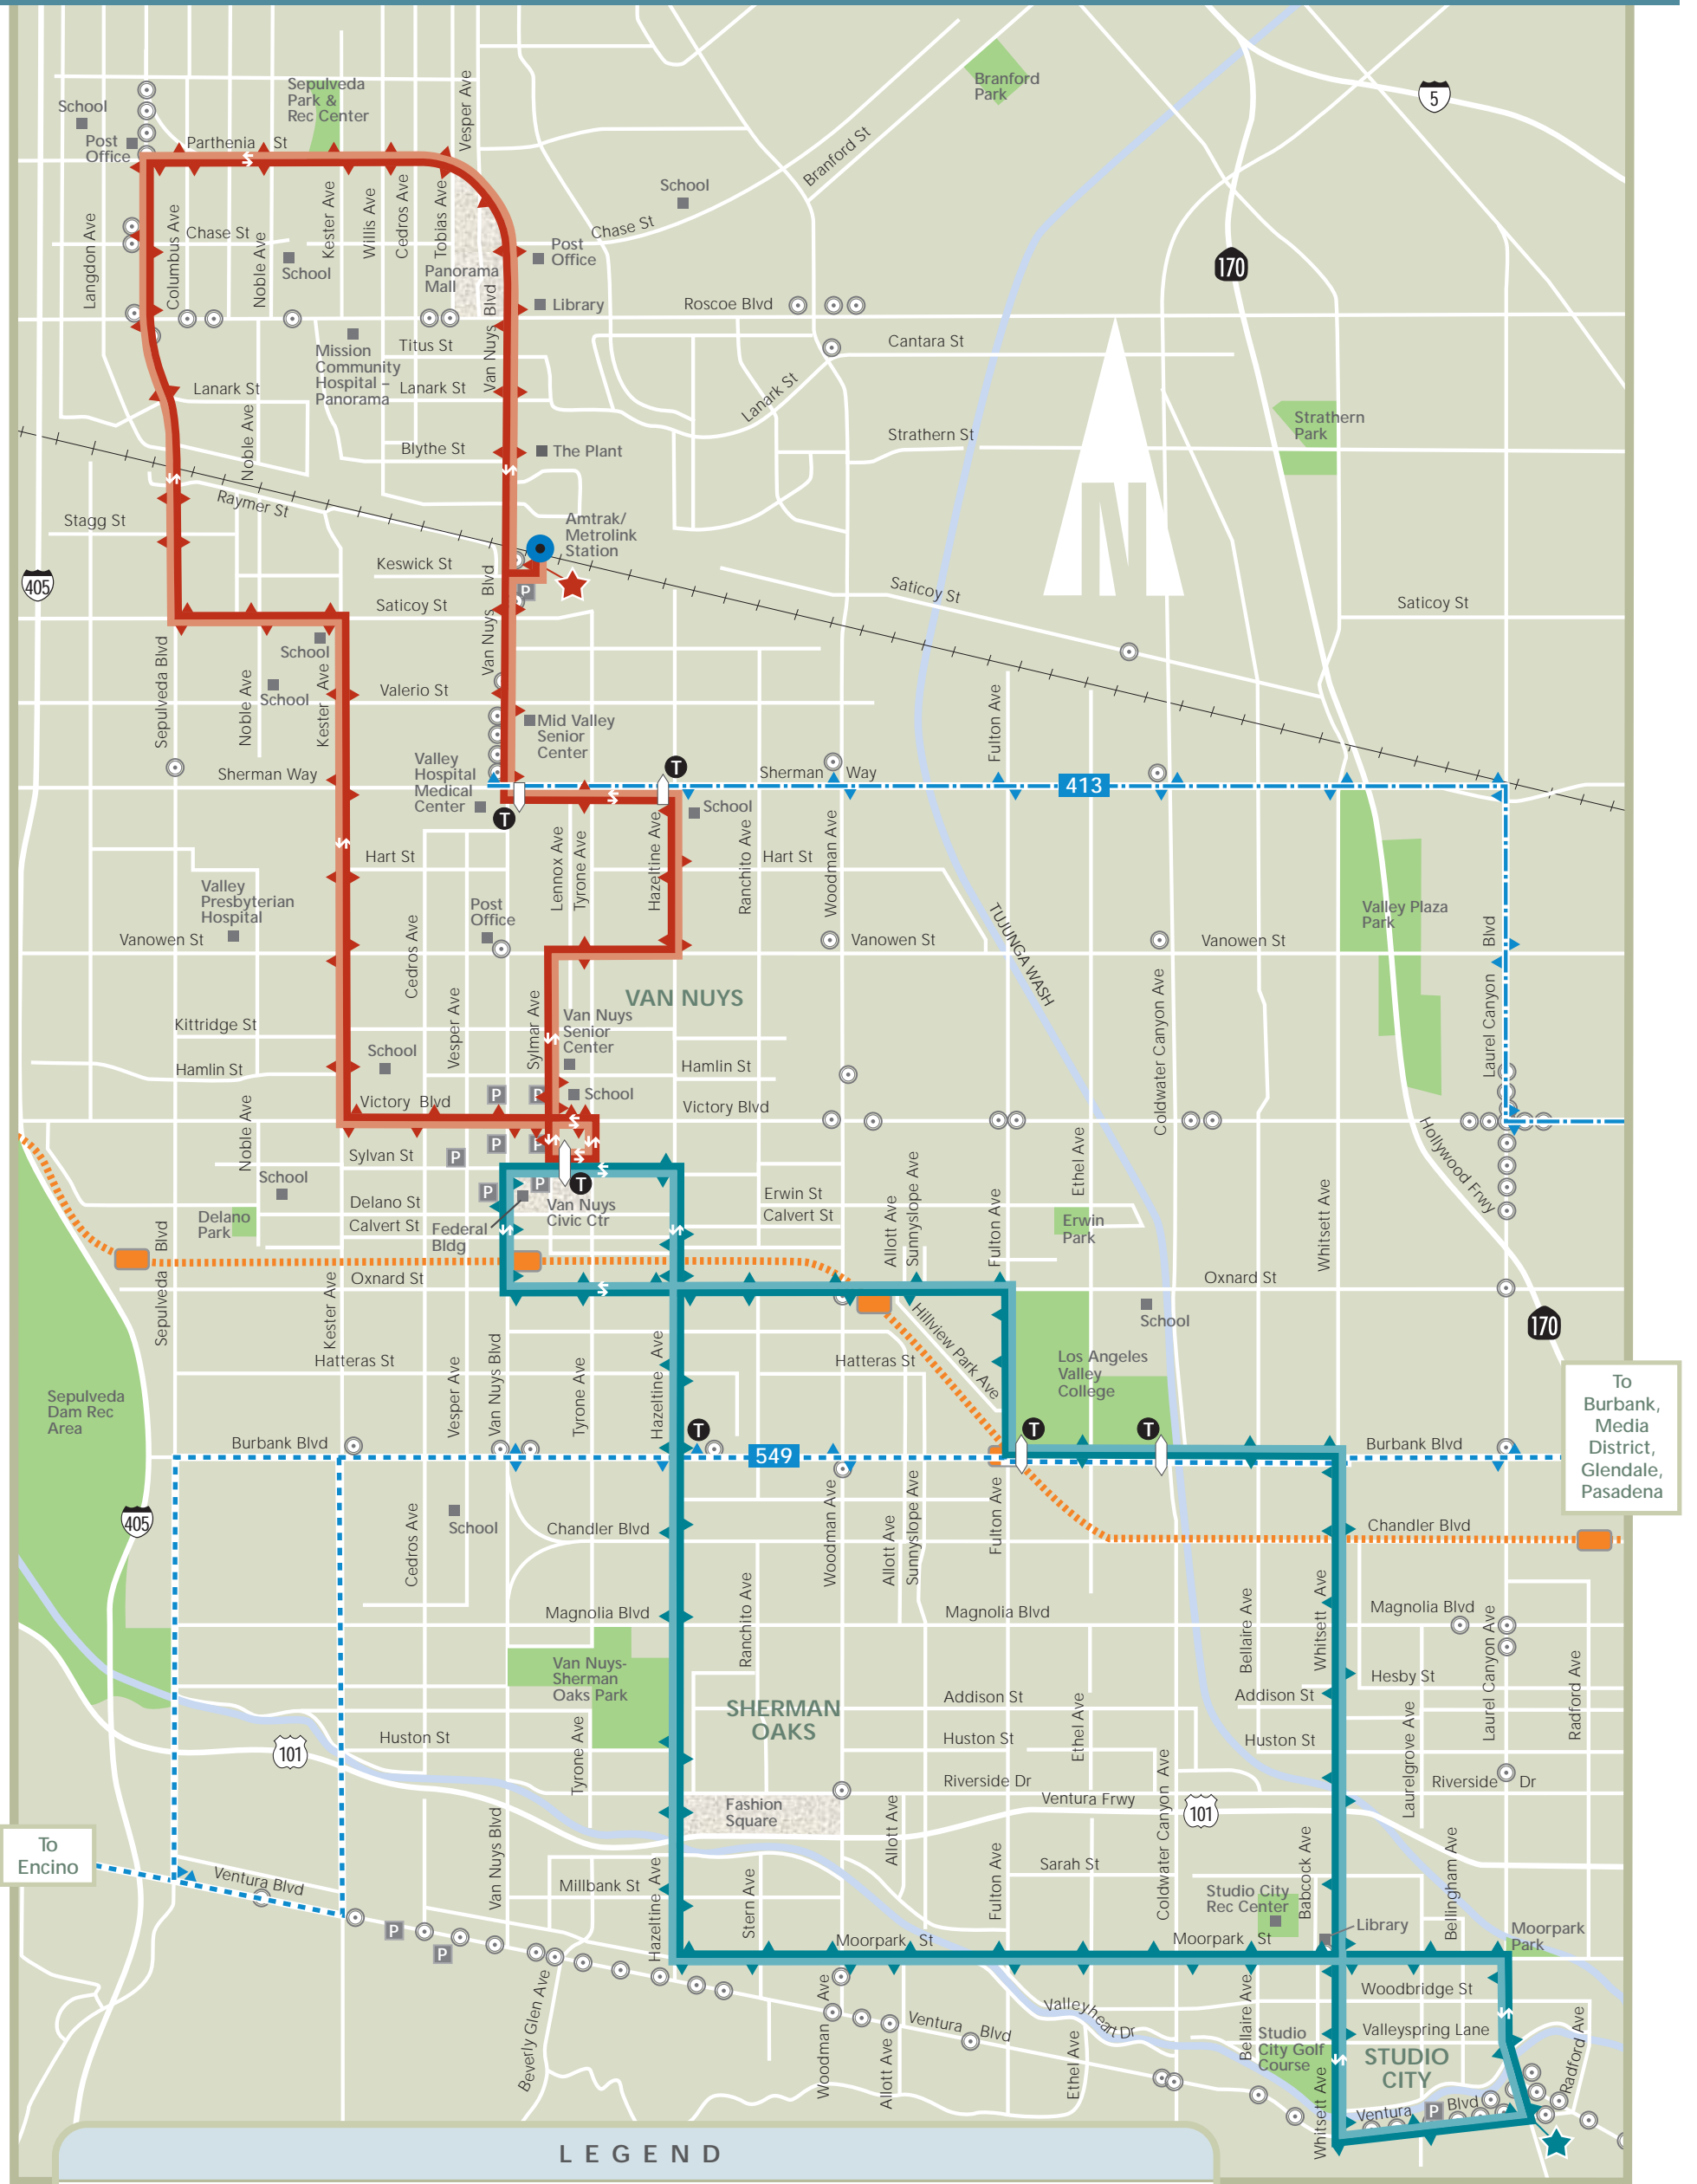 Sepulveda
Park &
Rec Center
School
Post
Office
Parthenia St
Vesper Ave
Branford
Park
5
Branford St
School
Langdon Ave
Columbus Ave
Chase St
Noble Ave
School
Kester Ave
Willis Ave
Cedros Ave
Tobias Ave
Panorama
Mall
Chase St
Post
Office
Library
170
Roscoe Blvd
Van Nuys Blvd
Titus St
Mission
Community
Hospital –
Panorama
Cantara St
Lanark St
Lanark St
Lanark St
Noble Ave
Strathern
Park
Blythe St
The Plant
Strathern St
N
Raymer St
Stagg St
Amtrak/
Metrolink
Station
405
Keswick St
P
Saticoy St
Saticoy St
Saticoy St
Van Nuys Blvd
School
Sepulveda Blvd
Noble Ave
School
Kester Ave
Valerio St
Fulton Ave
Mid Valley
Senior
Center
Valley
Hospital
Medical
Center
Sherman Way
T
Sherman Way
413
School
T
Hart St
Lennox Ave
Tyrone Ave
Hazeltine Ave
Ranchito Ave
Hart St
Woodman Ave
Valley
Presbyterian
Hospital
Post
Office
Valley Plaza
Park
Vanowen St
Vanowen St
Vanowen St
TUJUNGA WASH
Laurel Canyon Blvd
Cedros Ave
VAN NUYS
Coldwater Canyon Ave
Kittridge St
Vesper Ave
Sylmar Ave
Van Nuys
Senior
Center
School
Hamlin St
Hamlin St
P
P
School
Victory Blvd
Victory Blvd
Noble Ave
P
P
P
Sylvan St
Hollywood Frwy
School
P
P
T
Ethel Ave
Delano St
Erwin St
Delano
Park
Calvert St
Calvert St
Federal
Bldg
Van Nuys
Civic Ctr
Allott Ave
Sunnyslope Ave
Fulton Ave
Erwin
Park
Whitsett Ave
Sepulveda Blvd
Kester Ave
Oxnard St
Oxnard St
School
170
Hillview Park Ave
Hatteras St
Hatteras St
Los Angeles
Valley
College
Sepulveda
Dam Rec
Area
Vesper Ave
Van Nuys Blvd
Tyrone Ave
Hazeltine Ave
To
Burbank,
Media
District,
Glendale,
Pasadena
Burbank Blvd
T
549
T
T
Burbank Blvd
405
School
Cedros Ave
Chandler Blvd
Woodman Ave
Allott Ave
Sunnyslope Ave
Fulton Ave
Chandler Blvd
Magnolia Blvd
Ranchito Ave
Magnolia Blvd
Bellaire Ave
Whitsett Ave
Magnolia Blvd
Laurel Canyon Ave
Radford Ave
Van Nuys-
Sherman
Oaks Park
Hesby St
SHERMAN
OAKS
Addison St
Addison St
Ethel Ave
Huston St
Tyrone Ave
Huston St
Huston St
Laurelgrove Ave
101
Riverside Dr
Riverside Dr
Coldwater Canyon Ave
Fashion
Square
Ventura Frwy
101
Van Nuys Blvd
Allott Ave
To
Encino
Ventura Blvd
Millbank St
Hazeltine Ave
Stern Ave
Fulton Ave
Sarah St
Studio City
Rec Center
Babcock Ave
Bellingham Ave
Library
Moorpark
Park
P
P
Moorpark St
Moorpark St
Beverly Glen Ave
Woodman Ave
Allott Ave
Ventura Blvd
Valleyheart Dr
Ethel Ave
Bellaire Ave
Woodbridge St
Valleyspring Lane
Studio
City Golf
Course
STUDIO
CITY
Radford Ave
Whitsett Ave
Ventura Blvd
P
LEGEND